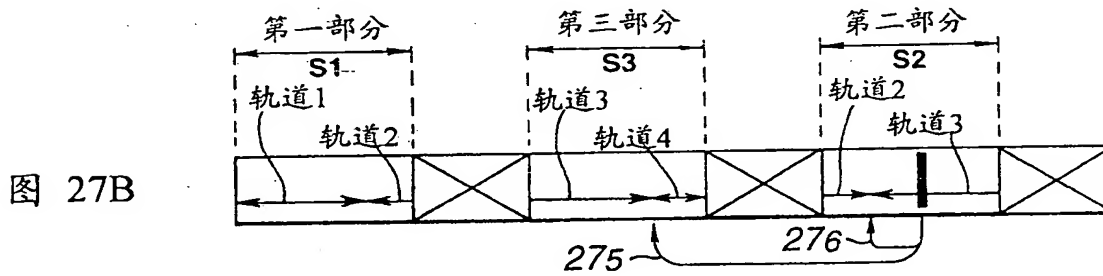 第一部分 第三部分 第二部分
S1 S3 S2
轨道1 轨道2 轨道3 轨道4 轨道2 轨道3
图 27B
275 276